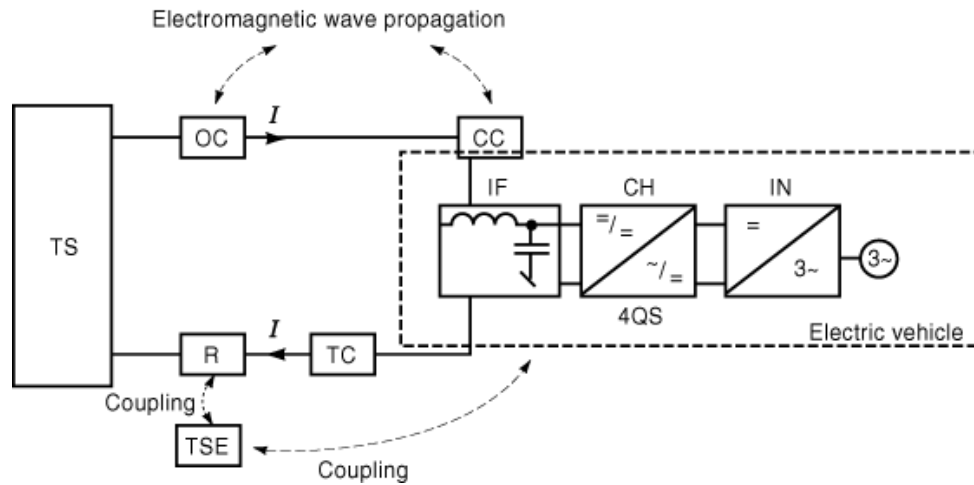 Electromagnetic wave propagation
I
OC
CC
IF
CH
IN
TS
=/=
~/=
=
3~
3~
4QS
Electric vehicle
I
R
TC
Coupling
TSE
Coupling